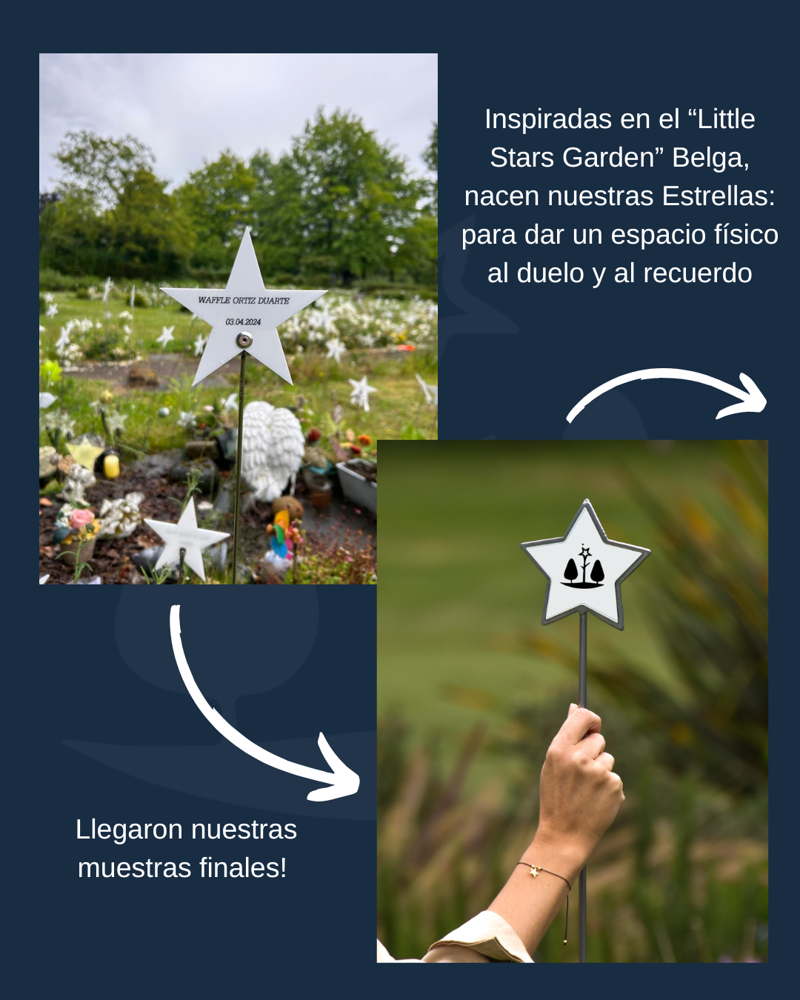 Inspiradas en el “Little
Stars Garden” Belga,
nacen nuestras Estrellas:
para dar un espacio físico
al duelo y al recuerdo
WAFFLE ORTIZ DUARTE
03.04.2024
Llegaron nuestras
muestras finales!